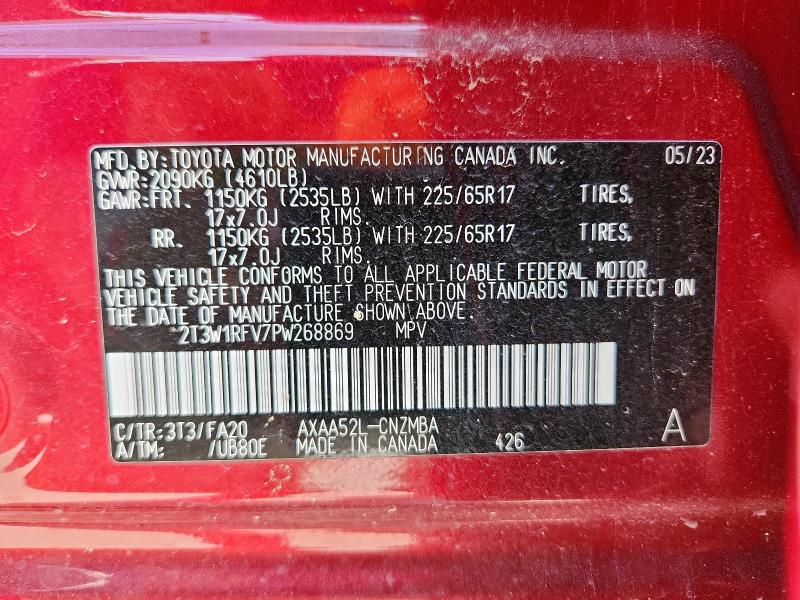 MFD. BY: TOYOTA MOTOR MANUFACTURING CANADA INC. 05/23
GVWR: 2090KG (4610LB)
GAWR: FRT. 1150KG (2535LB) WITH 225/65R17 TIRES,
17x7.0J RIMS.
RR. 1150KG (2535LB) WITH 225/65R17 TIRES,
17x7.0J RIMS.
THIS VEHICLE CONFORMS TO ALL APPLICABLE FEDERAL MOTOR
VEHICLE SAFETY AND THEFT PREVENTION STANDARDS IN EFFECT ON
THE DATE OF MANUFACTURE SHOWN ABOVE.
2T3W1RFV7PW268869 MPV
C/TR: 3T3/FA20 AXAA52L-CNZMBA A
A/TM: /UB80E MADE IN CANADA 426